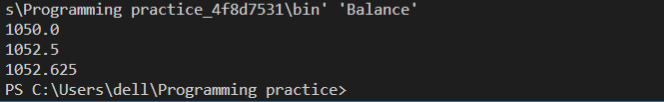 s\Programming practice_4f8d7531\bin' 'Balance'
1050.0
1052.5
1052.625
PS C:\Users\dell\Programming practice>